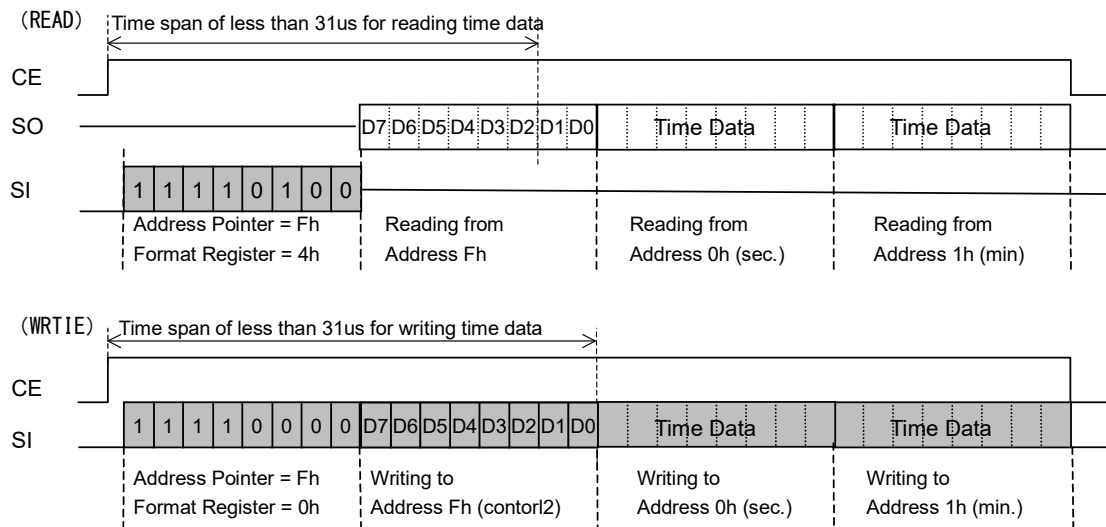 (READ) Time span of less than 31us for reading time data
CE
SO D7 D6 D5 D4 D3 D2 D1 D0 Time Data Time Data
SI 1 1 1 1 0 1 0 0
Address Pointer = Fh Reading from Reading from Reading from
Format Register = 4h Address Fh Address 0h (sec.) Address 1h (min)
(WRTIE) Time span of less than 31us for writing time data
CE
SI 1 1 1 1 0 0 0 0 D7 D6 D5 D4 D3 D2 D1 D0 Time Data Time Data
Address Pointer = Fh Writing to Writing to Writing to
Format Register = 0h Address Fh (contorl2) Address 0h (sec.) Address 1h (min.)